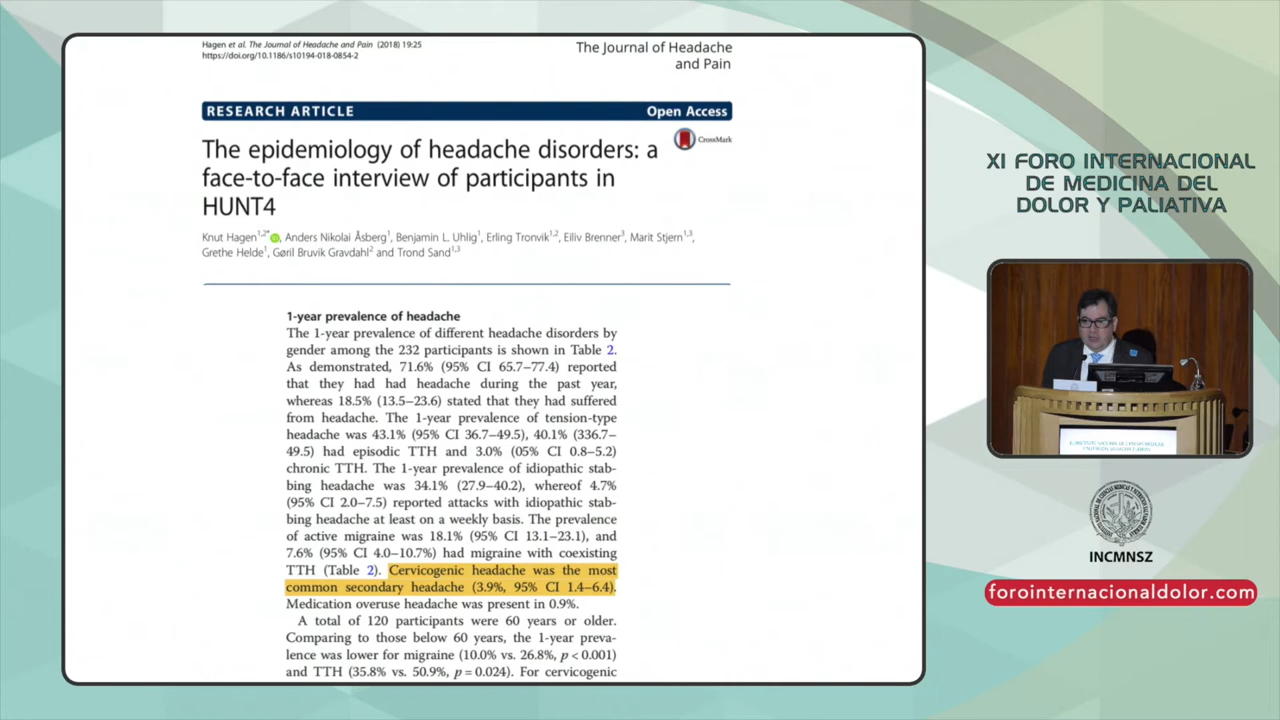 Hagen et al. The Journal of Headache and Pain (2018) 19:25
https://doi.org/10.1186/s10194-018-0854-2
The Journal of Headache
and Pain
RESEARCH ARTICLE
Open Access
CrossMark
The epidemiology of headache disorders: a
face-to-face interview of participants in
HUNT4
Knut Hagen1,2*, Anders Nikolai Åsberg1, Benjamin L. Uhlig1, Erling Tronvik1,2, Eiliv Brenner3, Marit Stjern1,3,
Grethe Helde1, Gøril Bruvik Gravdahl2 and Trond Sand1,3
1-year prevalence of headache
The 1-year prevalence of different headache disorders by
gender among the 232 participants is shown in Table 2.
As demonstrated, 71.6% (95% CI 65.7–77.4) reported
that they had had headache during the past year,
whereas 18.5% (13.5–23.6) stated that they had suffered
from headache. The 1-year prevalence of tension-type
headache was 43.1% (95% CI 36.7–49.5), 40.1% (336.7–
49.5) had episodic TTH and 3.0% (05% CI 0.8–5.2)
chronic TTH. The 1-year prevalence of idiopathic stab-
bing headache was 34.1% (27.9–40.2), whereof 4.7%
(95% CI 2.0–7.5) reported attacks with idiopathic stab-
bing headache at least on a weekly basis. The prevalence
of active migraine was 18.1% (95% CI 13.1–23.1), and
7.6% (95% CI 4.0–10.7%) had migraine with coexisting
TTH (Table 2). Cervicogenic headache was the most
common secondary headache (3.9%, 95% CI 1.4–6.4).
Medication overuse headache was present in 0.9%.
A total of 120 participants were 60 years or older.
Comparing to those below 60 years, the 1-year preva-
lence was lower for migraine (10.0% vs. 26.8%, p < 0.001)
and TTH (35.8% vs. 50.9%, p = 0.024). For cervicogenic
XI FORO INTERNACIONAL
DE MEDICINA DEL
DOLOR Y PALIATIVA
INCMNSZ
forointernacionaldolor.com